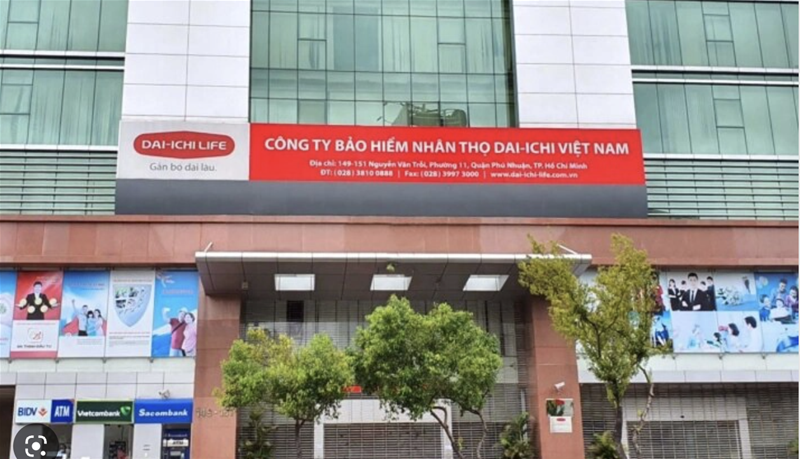 DAI-ICHI LIFE
Gắn bó dài lâu.
CÔNG TY BẢO HIỂM NHÂN THỌ DAI-ICHI VIỆT NAM
Địa chỉ: 149-151 Nguyễn Văn Trỗi, Phường 11, Quận Phú Nhuận, TP. Hồ Chí Minh
ĐT: (028) 3810 0888 | Fax: (028) 3997 3000 | www.dai-ichi-life.com.vn
BIDV ATM
Vietcombank
Sacombank